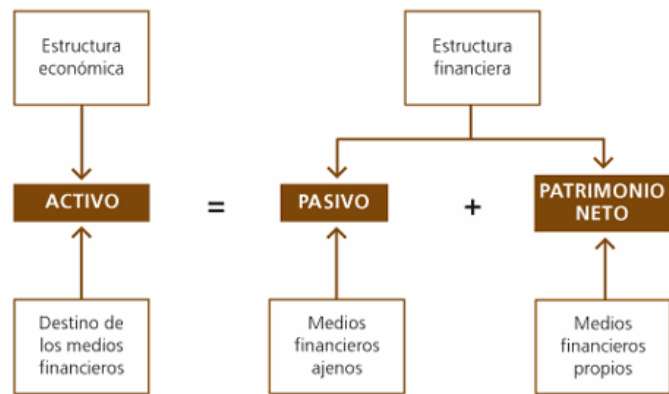 Estructura
económica
Estructura
financiera
ACTIVO
=
PASIVO
+
PATRIMONIO
NETO
Destino de
los medios
financieros
Medios
financieros
ajenos
Medios
financieros
propios